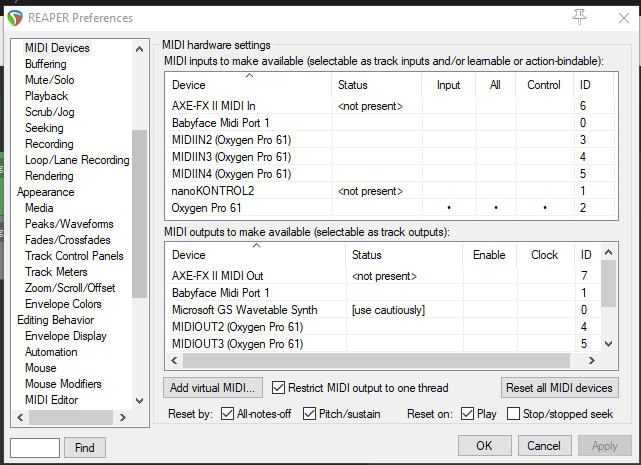 REAPER Preferences
MIDI Devices
Buffering
Mute/Solo
Playback
Scrub/Jog
Seeking
Recording
Loop/Lane Recording
Rendering
Appearance
Media
Peaks/Waveforms
Fades/Crossfades
Track Control Panels
Track Meters
Zoom/Scroll/Offset
Envelope Colors
Editing Behavior
Envelope Display
Automation
Mouse
Mouse Modifiers
MIDI Editor
Find
MIDI hardware settings
MIDI inputs to make available (selectable as track inputs and/or learnable or action-bindable):
Device Status Input All Control ID
AXE-FX II MIDI In <not present> 6
Babyface Midi Port 1 0
MIDIIN2 (Oxygen Pro 61) 3
MIDIIN3 (Oxygen Pro 61) 4
MIDIIN4 (Oxygen Pro 61) 5
nanoKONTROL2 <not present> 1
Oxygen Pro 61 • • • 2
MIDI outputs to make available (selectable as track outputs):
Device Status Enable Clock ID
AXE-FX II MIDI Out <not present> 7
Babyface Midi Port 1 1
Microsoft GS Wavetable Synth [use cautiously] 0
MIDIOUT2 (Oxygen Pro 61) 4
MIDIOUT3 (Oxygen Pro 61) 5
Add virtual MIDI... Restrict MIDI output to one thread Reset all MIDI devices
Reset by: All-notes-off Pitch/sustain Reset on: Play Stop/stopped seek
OK Cancel Apply